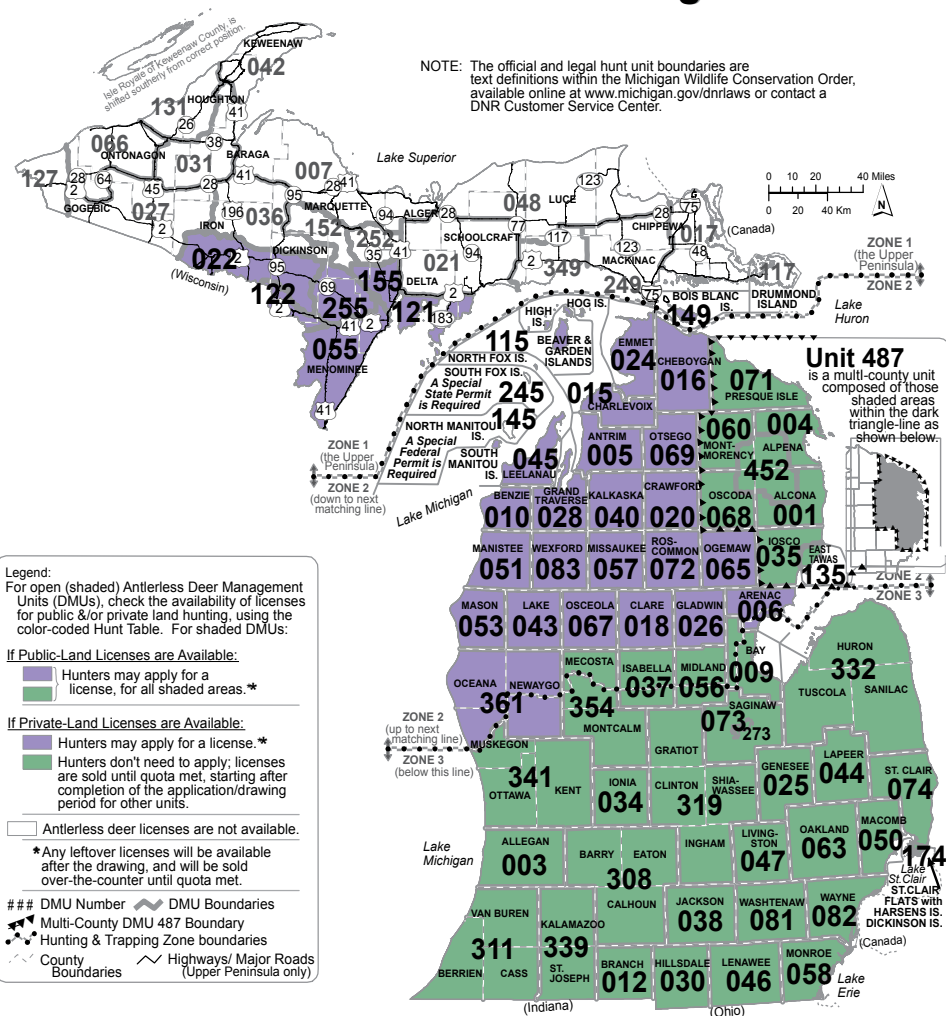 NOTE: The official and legal hunt unit boundaries are
text definitions within the Michigan Wildlife Conservation Order,
available online at www.michigan.gov/dnrlaws or contact a
DNR Customer Service Center.
Isle Royale of Keweenaw County, is
shifted southerly from correct position.
KEWEENAW
042
131
HOUGHTON
26
41
066
ONTONAGON
38
031
BARAGA
41
Lake Superior
127
28
2
64
45
28
GOGEBIC
027
2
007
28
41
95
MARQUETTE
94
ALGER
28
048
LUCE
123
77
28
75
CHIPPEWA
017
(Canada)
48
0 20 40 Miles
0 20 40 Km
N
196
IRON
036
152
252
35
41
SCHOOLCRAFT
94
117
123
MACKINAC
349
2
DICKINSON
022
2
95
(Wisconsin)
122
2
69
255
155
DELTA
021
2
121
183
41
2
055
MENOMINEE
41
249
75
117
BOIS BLANC
IS.
149
DRUMMOND
ISLAND
ZONE 1
(the Upper
Peninsula)
ZONE 2
Lake
Huron
HOG IS.
HIGH
IS.
BEAVER &
GARDEN
ISLANDS
115
NORTH FOX IS.
SOUTH FOX IS.
A Special
State Permit
is Required
245
NORTH MANITOU
IS.
145
A Special
Federal
Permit is
Required
SOUTH
MANITOU
IS.
ZONE 1
(the Upper
Peninsula)
ZONE 2
(down to next
matching line)
Lake Michigan
EMMET
024
CHEBOYGAN
016
015
CHARLEVOIX
071
PRESQUE ISLE
Unit 487
is a multi-county unit
composed of those
shaded areas
within the dark
triangle-line as
shown below.
045
LEELANAU
ANTRIM
005
OTSEGO
069
060
MONT-
MORENCY
004
ALPENA
452
BENZIE
010
GRAND
TRAVERSE
028
KALKASKA
040
CRAWFORD
020
OSCODA
068
ALCONA
001
MANISTEE
051
WEXFORD
083
MISSAUKEE
057
ROS-
COMMON
072
OGEMAW
065
IOSCO
035
EAST
TAWAS
135
ZONE 2
ZONE 3
MASON
053
LAKE
043
OSCEOLA
067
CLARE
018
GLADWIN
026
ARENAC
006
OCEANA
361
NEWAYGO
MECOSTA
354
ISABELLA
037
MIDLAND
056
BAY
009
HURON
332
TUSCOLA
SANILAC
MUSKEGON
ZONE 2
(up to next
matching line)
ZONE 3
(below this line)
MONTCALM
GRATIOT
SAGINAW
073
273
341
OTTAWA
KENT
IONIA
034
CLINTON
319
SHIA-
WASSEE
GENESEE
025
LAPEER
044
ST. CLAIR
074
Lake
Michigan
ALLEGAN
003
BARRY
EATON
308
INGHAM
LIVING-
STON
047
OAKLAND
063
MACOMB
050
174
Lake
St.Clair
ST.CLAIR
FLATS with
HARSENS IS.
DICKINSON IS.
VAN BUREN
311
BERRIEN
CASS
KALAMAZOO
339
ST.
JOSEPH
CALHOUN
JACKSON
038
WASHTENAW
081
WAYNE
082
(Canada)
BRANCH
012
HILLSDALE
030
LENAWEE
046
MONROE
058
Lake
Erie
(Indiana)
(Ohio)
Legend:
For open (shaded) Antlerless Deer Management
Units (DMUs), check the availability of licenses
for public &/or private land hunting, using the
color-coded Hunt Table. For shaded DMUs:
If Public-Land Licenses are Available:
Hunters may apply for a
license, for all shaded areas.*
If Private-Land Licenses are Available:
Hunters may apply for a license.*
Hunters don't need to apply; licenses
are sold until quota met, starting after
completion of the application/drawing
period for other units.
Antlerless deer licenses are not available.
*Any leftover licenses will be available
after the drawing, and will be sold
over-the-counter until quota met.
### DMU Number DMU Boundaries
Multi-County DMU 487 Boundary
Hunting & Trapping Zone boundaries
County
Boundaries
Highways/ Major Roads
(Upper Peninsula only)